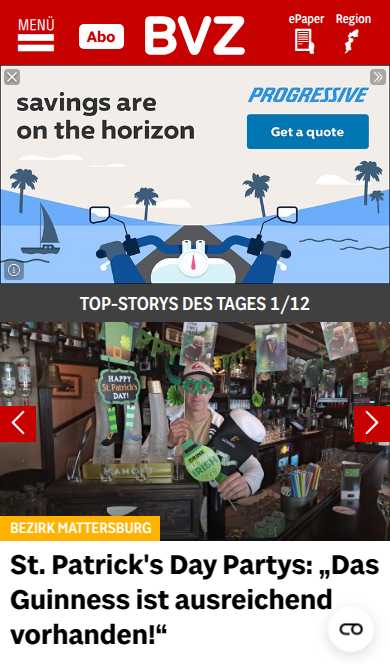 MENÜ
Abo
BVZ
ePaper
Region
savings are
on the horizon
PROGRESSIVE
Get a quote
TOP-STORYS DES TAGES 1/12
HAPPY
St. Patrick's
DAY!
IRISH
BEZIRK MATTERSBURG
St. Patrick's Day Partys: „Das
Guinness ist ausreichend
vorhanden!“